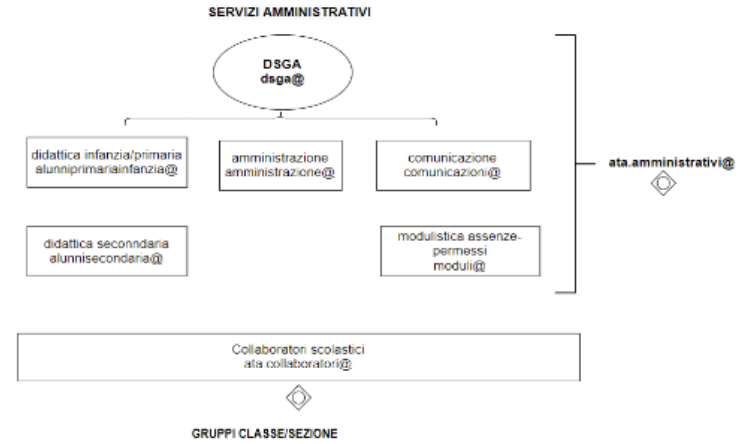 SERVIZI AMMINISTRATIVI
DSGA
dsga@
didattica infanzia/primaria
alunniprimariainfanzia@
amministrazione
amministrazione@
comunicazione
comunicazioni@
ata.amministrativi@
didattica seconndaria
alunnisecondaria@
modulistica assenze-
permessi
moduli@
Collaboratori scolastici
ata.collaboratori@
GRUPPI CLASSE/SEZIONE